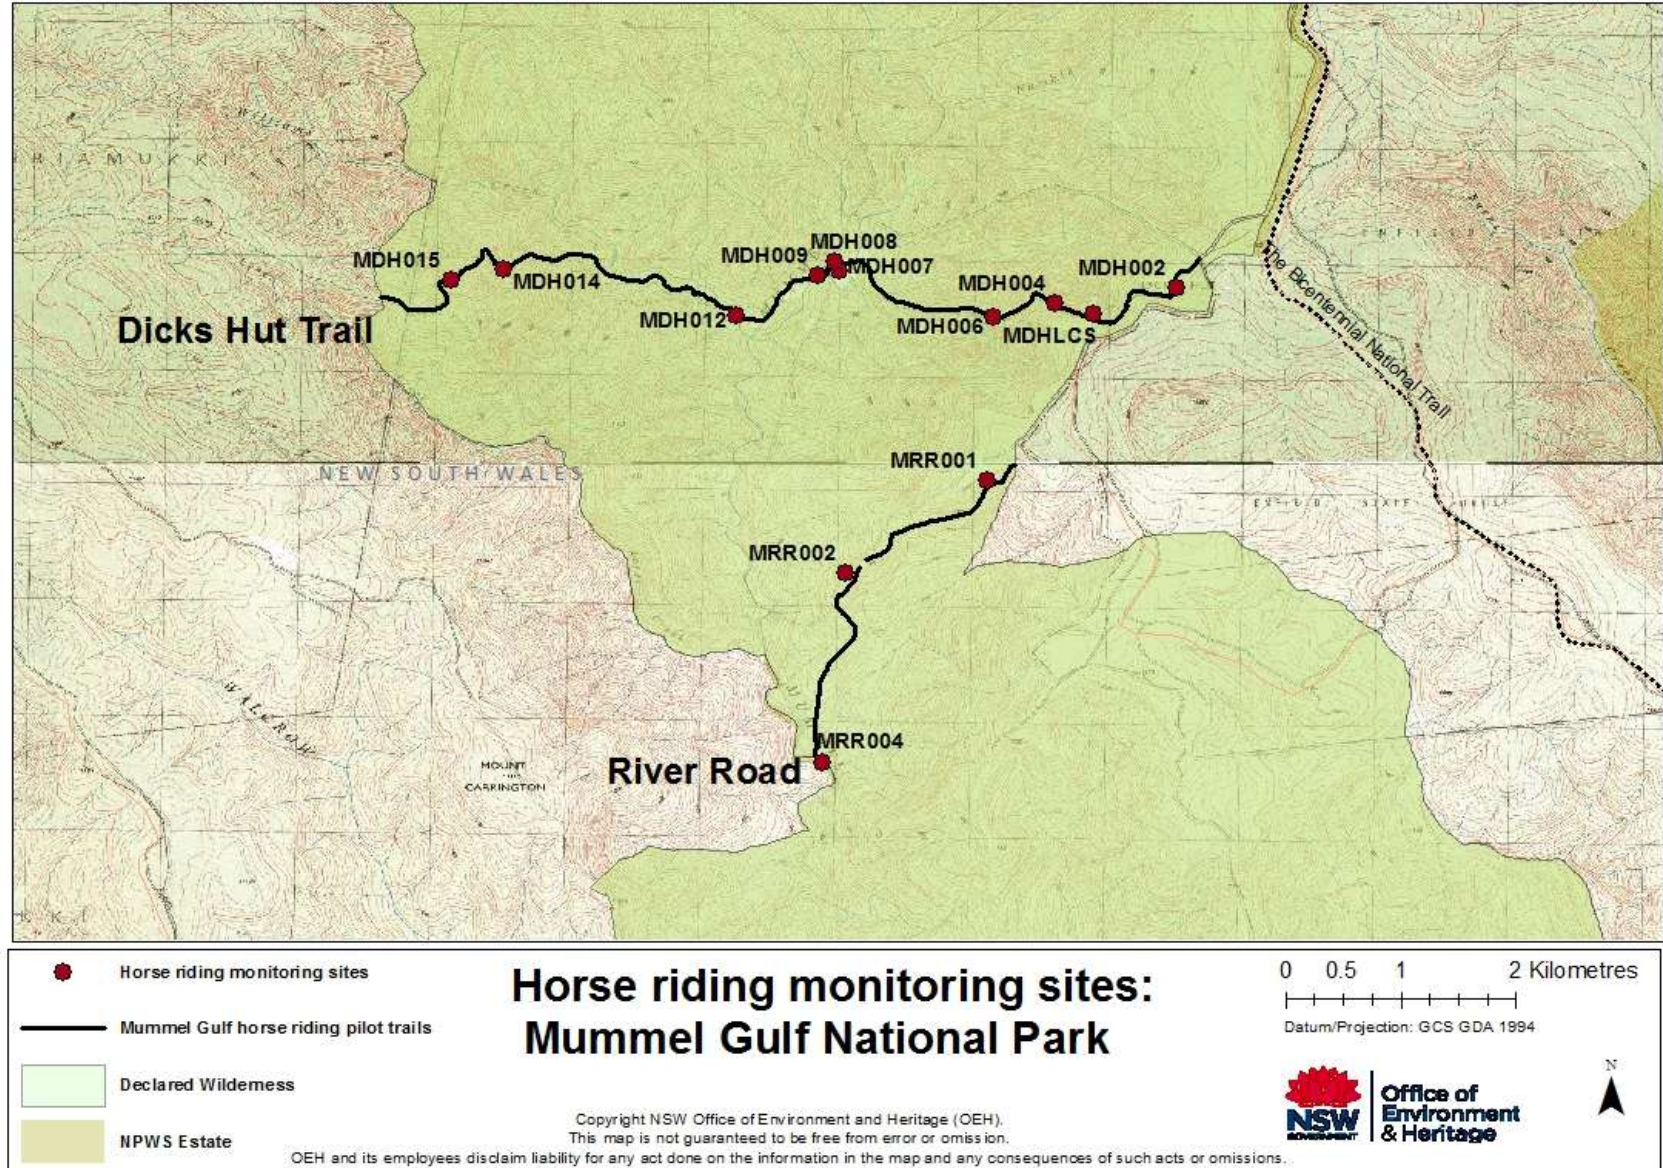 MDH015
MDH014
MDH012
MDH009
MDH008
MDH007
MDH006
MDH004
MDHLCS
MDH002
Dicks Hut Trail
The Bicentennial National Trail
NEW SOUTH WALES
MRR001
MRR002
MRR004
River Road
WALCROW
MOUNT
CARRINGTON
Horse riding monitoring sites
Mummel Gulf horse riding pilot trails
Declared Wilderness
NPWS Estate
Horse riding monitoring sites:
Mummel Gulf National Park
Copyright NSW Office of Environment and Heritage (OEH).
This map is not guaranteed to be free from error or omission.
OEH and its employees disclaim liability for any act done on the information in the map and any consequences of such acts or omissions.
0 0.5 1 2 Kilometres
Datum/Projection: GCS GDA 1994
NSW
GOVERNMENT
Office of
Environment
& Heritage
N